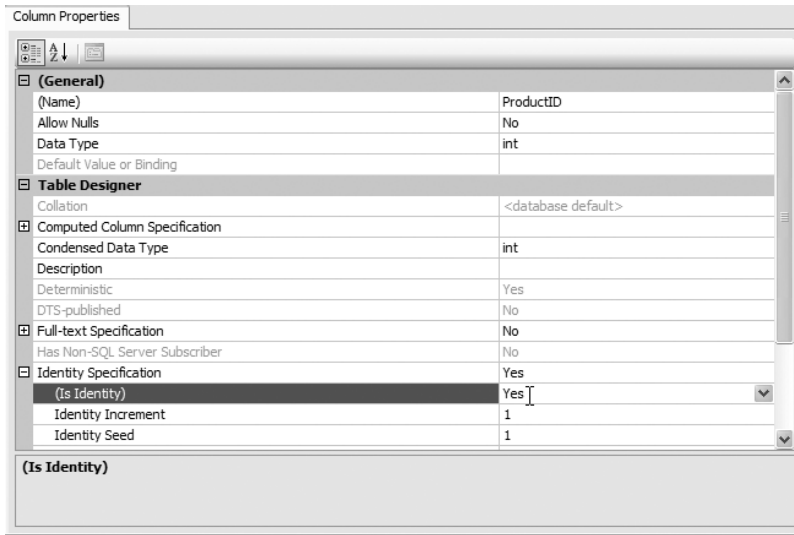 Column Properties
(General)
(Name) ProductID
Allow Nulls No
Data Type int
Default Value or Binding
Table Designer
Collation <database default>
Computed Column Specification
Condensed Data Type int
Description
Deterministic Yes
DTS-published No
Full-text Specification No
Has Non-SQL Server Subscriber No
Identity Specification Yes
(Is Identity) Yes
Identity Increment 1
Identity Seed 1
(Is Identity)